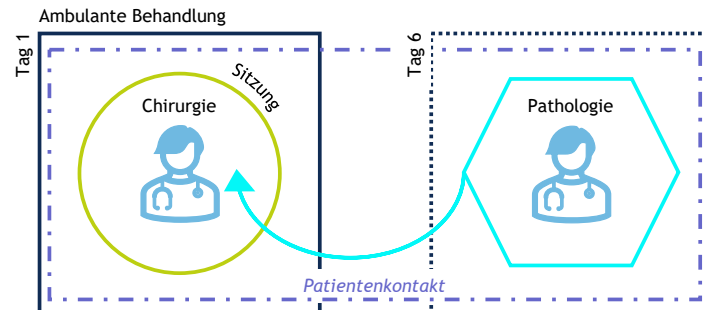 Ambulante Behandlung
Tag 1
Tag 6
Sitzung
Chirurgie
Pathologie
Patientenkontakt